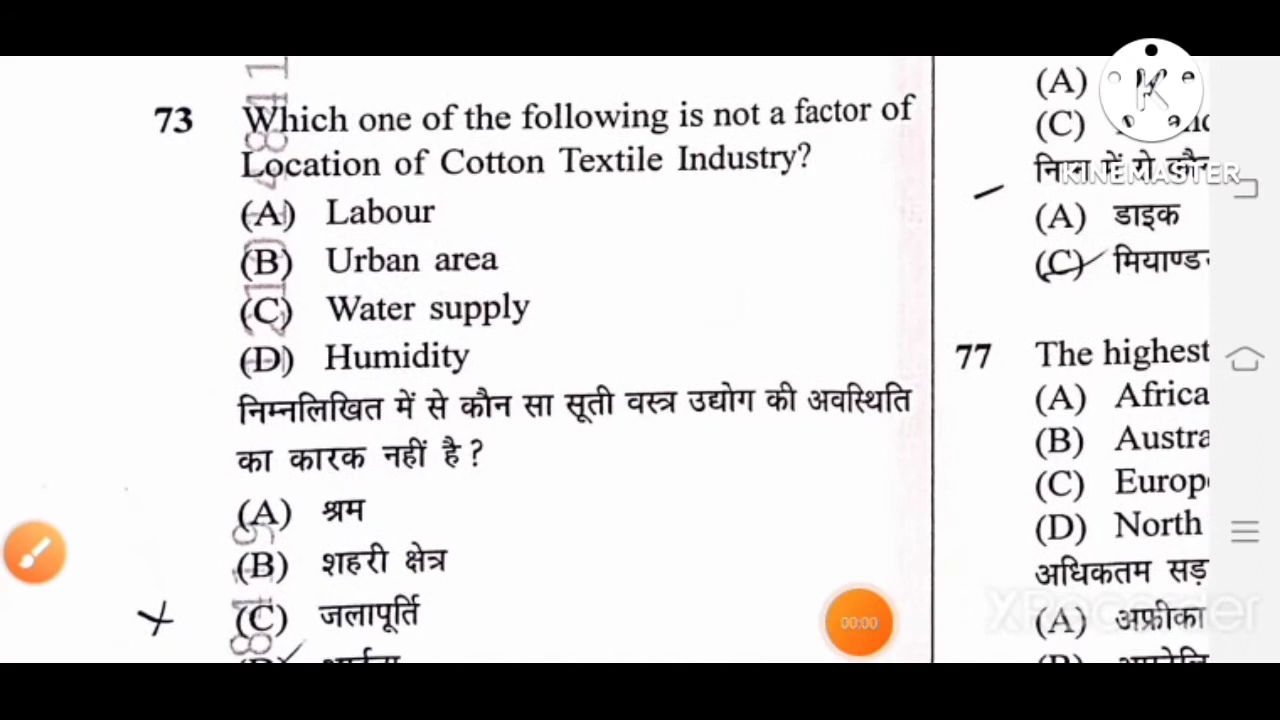 73 Which one of the following is not a factor of
Location of Cotton Textile Industry?
(A) Labour
(B) Urban area
(C) Water supply
(D) Humidity
निम्नलिखित में से कौन सा सूती वस्त्र उद्योग की अवस्थिति
का कारक नहीं है ?
(A) श्रम
(B) शहरी क्षेत्र
(C) जलापूर्ति
(A)
(C)
(A) डाइक
(C)
77 The highest
(A) Africa
(B) Austra
(C) Europ
(D) North
अधिकतम सड़
(A) अफ्रीका
KINEMASTER
XRecorder
00:00